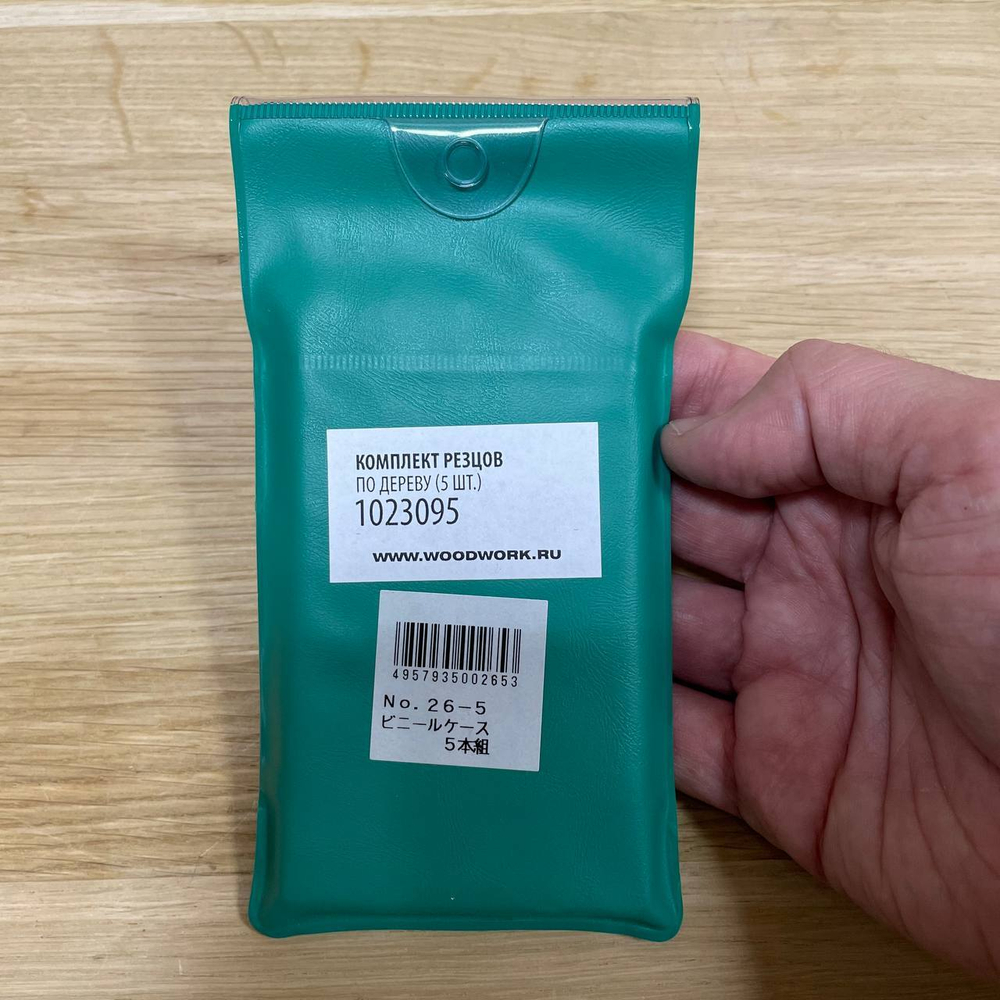 КОМПЛЕКТ РЕЗЦОВ
ПО ДЕРЕВУ (5 ШТ.)
1023095
WWW.WOODWORK.RU
4957935002653
No. 26-5
ビニールケース
5本組